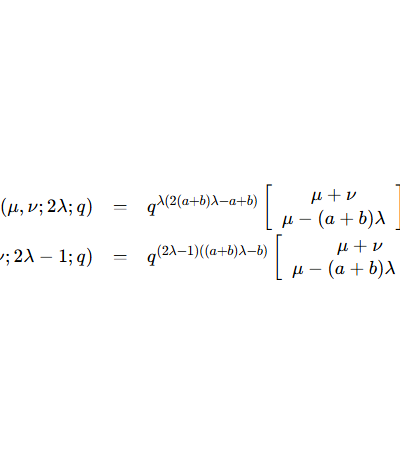 (μ, ν; 2λ; q) = q^{λ(2(a+b)λ−a+b)} [ μ + ν
μ − (a + b)λ ]
ν; 2λ − 1; q) = q^{(2λ−1)((a+b)λ−b)} [ μ + ν
μ − (a + b)λ